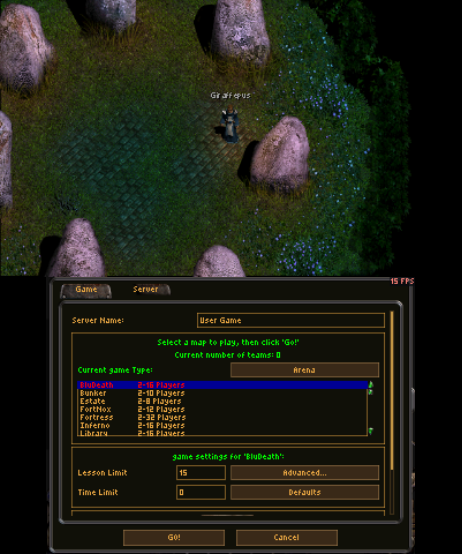 Giraffepus
15 FPS
Game Server
Server Name: User Game
Select a map to play, then click 'Go!'
Current number of teams: 0
Current game Type: Arena
BluDeath 2-16 Players
Bunker 2-10 Players
Estate 2-8 Players
FortNox 2-12 Players
Fortress 2-32 Players
Inferno 2-16 Players
Library 2-16 Players
game settings for 'BluDeath':
Lesson Limit 15 Advanced...
Time Limit 0 Defaults
GO! Cancel